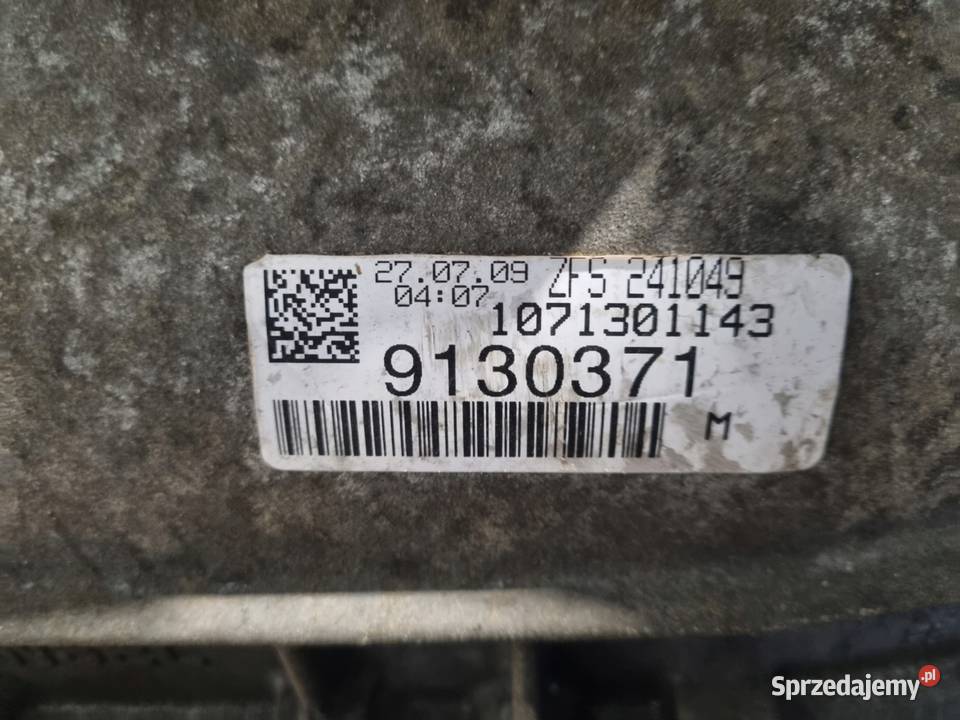 27.07.09 ZFS 241049
04:07
1071301143
9130371
M
Sprzedajemy.pl